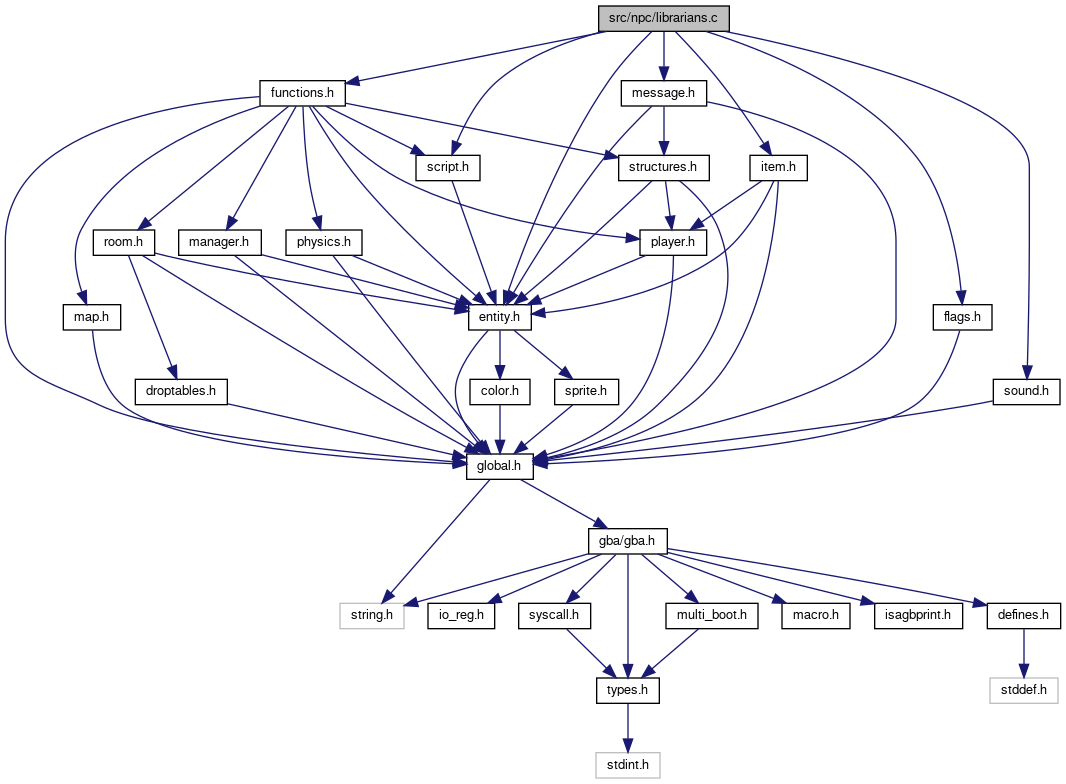 src/npc/librarians.c
functions.h
message.h
script.h
structures.h
item.h
room.h
manager.h
physics.h
player.h
map.h
entity.h
flags.h
droptables.h
color.h
sprite.h
sound.h
global.h
gba/gba.h
string.h
io_reg.h
syscall.h
multi_boot.h
macro.h
isagbprint.h
defines.h
types.h
stddef.h
stdint.h